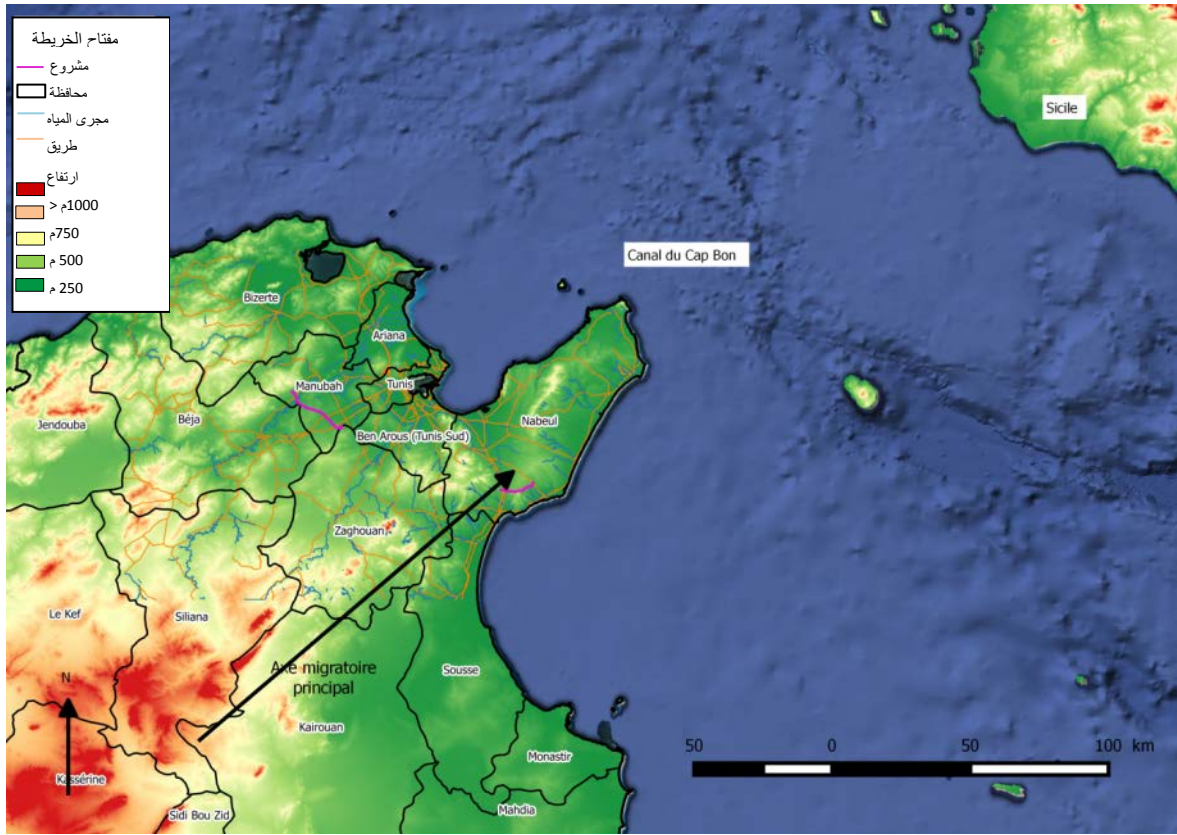 مفتاح الخريطة
مشروع
محافظة
مجرى المياه
طريق
ارتفاع
1000م <
750م
500 م
250 م
Sicile
Canal du Cap Bon
Bizerte
Ariana
Manubah
Tunis
Béja
Jendouba
Nabeul
Ben Arous (Tunis Sud)
Zaghouan
Le Kef
Siliana
Axe migratoire
principal
Sousse
N
Kairouan
Monastir
Kassérine
Mahdia
Sidi Bou Zid
50 0 50 100 km